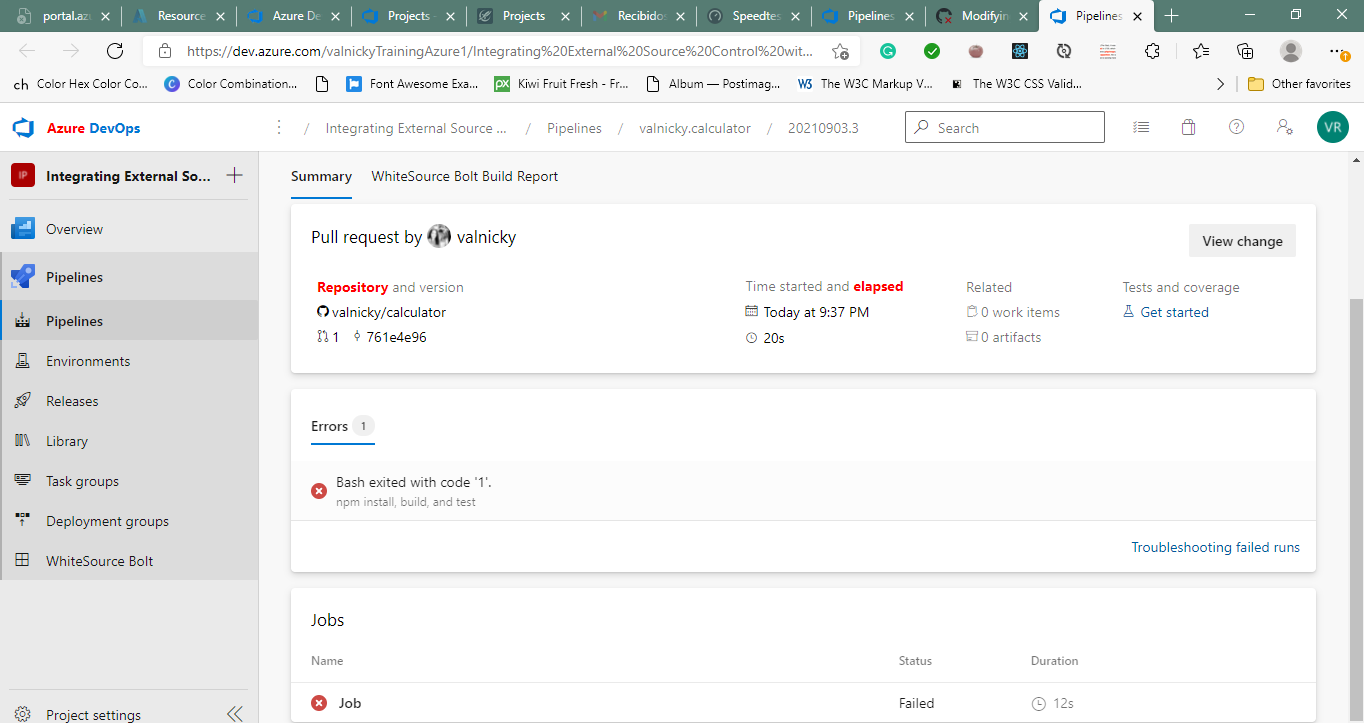 portal.az
Resource
Azure De
Projects -
Projects
Recibido
Speedtes
Pipelines
Modifyin
Pipelines
https://dev.azure.com/valnickyTrainingAzure1/Integrating%20External%20Source%20Control%20wit...
ch Color Hex Color Co...
Color Combination...
Font Awesome Exa...
px Kiwi Fruit Fresh - Fr...
Album — Postimag...
W3 The W3C Markup V...
The W3C CSS Valid...
Other favorites
Azure DevOps
/ Integrating External Source ... / Pipelines / valnicky.calculator / 20210903.3
Search
VR
IP Integrating External So...
Overview
Pipelines
Pipelines
Environments
Releases
Library
Task groups
Deployment groups
WhiteSource Bolt
Project settings
Summary WhiteSource Bolt Build Report
Pull request by valnicky
View change
Repository and version
valnicky/calculator
1 761e4e96
Time started and elapsed
Today at 9:37 PM
20s
Related
0 work items
0 artifacts
Tests and coverage
Get started
Errors 1
Bash exited with code '1'.
npm install, build, and test
Troubleshooting failed runs
Jobs
Name Status Duration
Job Failed 12s